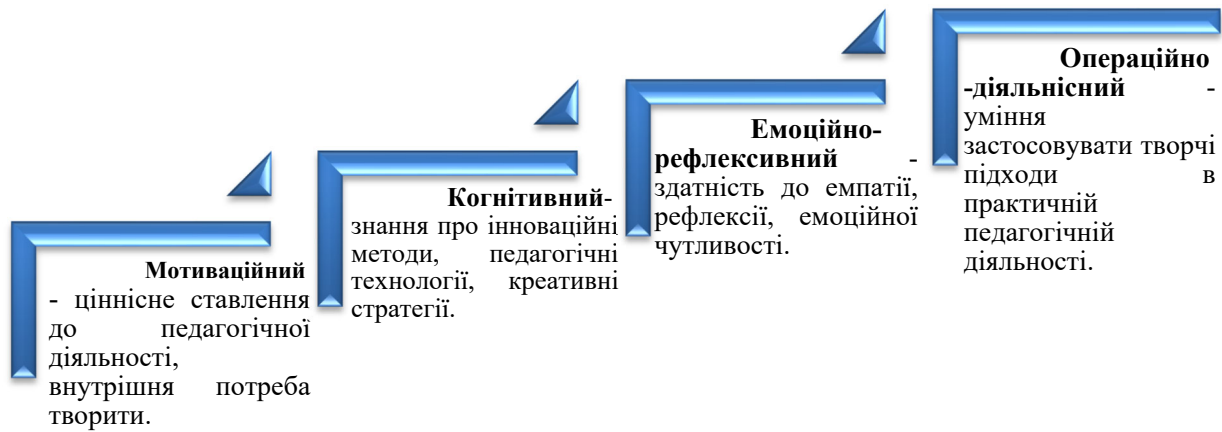 Мотиваційний
- ціннісне ставлення
до педагогічної
діяльності,
внутрішня потреба
творити.
Когнітивний-
знання про інноваційні
методи, педагогічні
технології, креативні
стратегії.
Емоційно-
рефлексивний -
здатність до емпатії,
рефлексії, емоційної
чутливості.
Операційно
-діяльнісний -
уміння
застосовувати творчі
підходи в
практичній
педагогічній
діяльності.